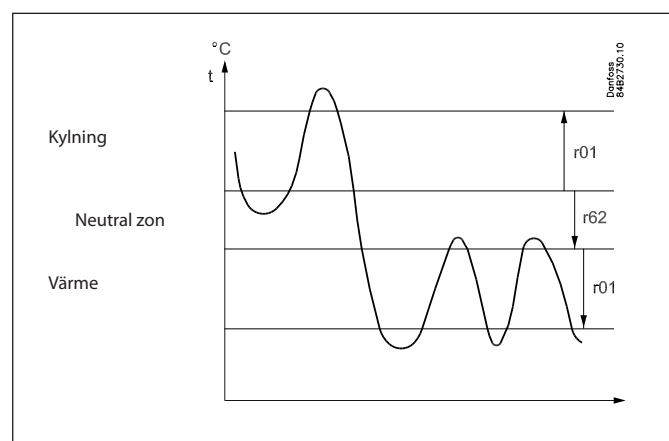 °C
t
Danfoss
84B2730.10
Kylning
r01
Neutral zon
r62
Värme
r01